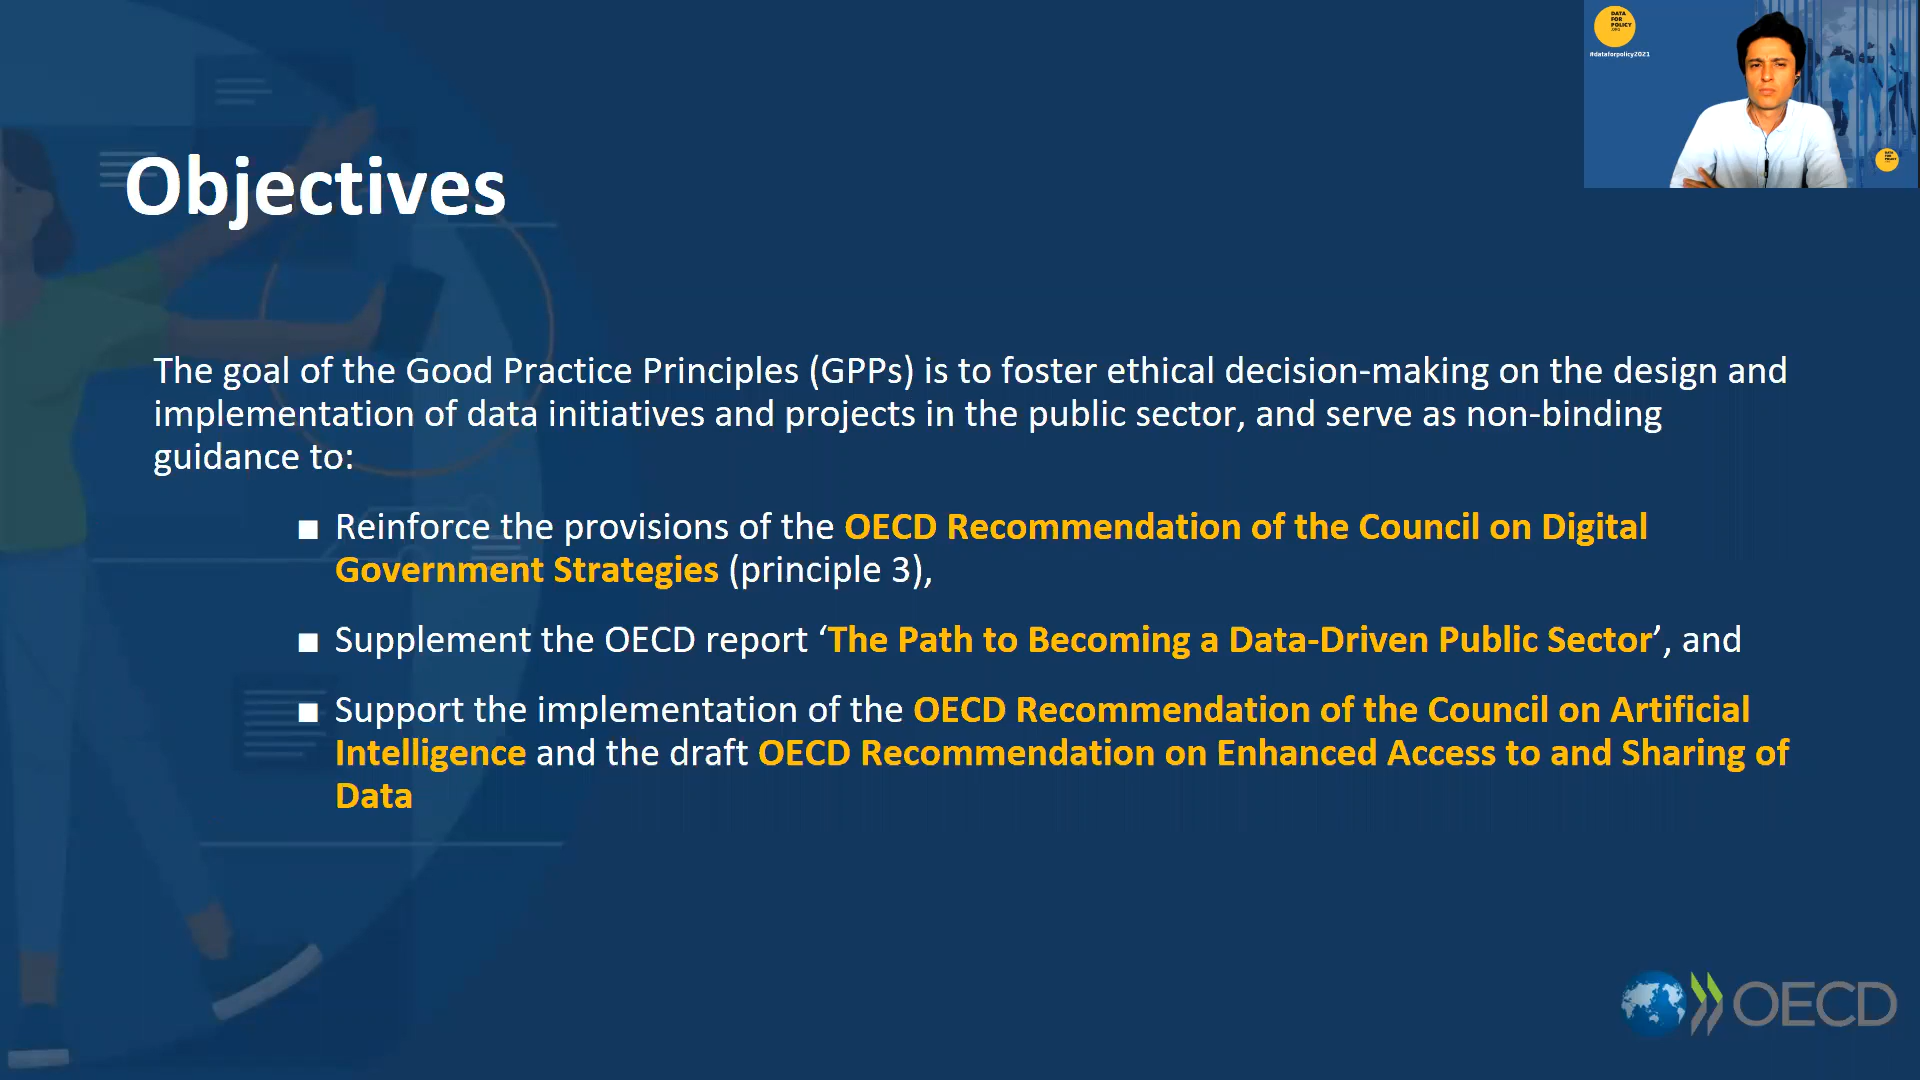 DATA
FOR
POLICY
#dataforpolicy2021
Objectives
The goal of the Good Practice Principles (GPPs) is to foster ethical decision-making on the design and
implementation of data initiatives and projects in the public sector, and serve as non-binding
guidance to:
■ Reinforce the provisions of the OECD Recommendation of the Council on Digital
Government Strategies (principle 3),
■ Supplement the OECD report ‘The Path to Becoming a Data-Driven Public Sector’, and
■ Support the implementation of the OECD Recommendation of the Council on Artificial
Intelligence and the draft OECD Recommendation on Enhanced Access to and Sharing of
Data
OECD